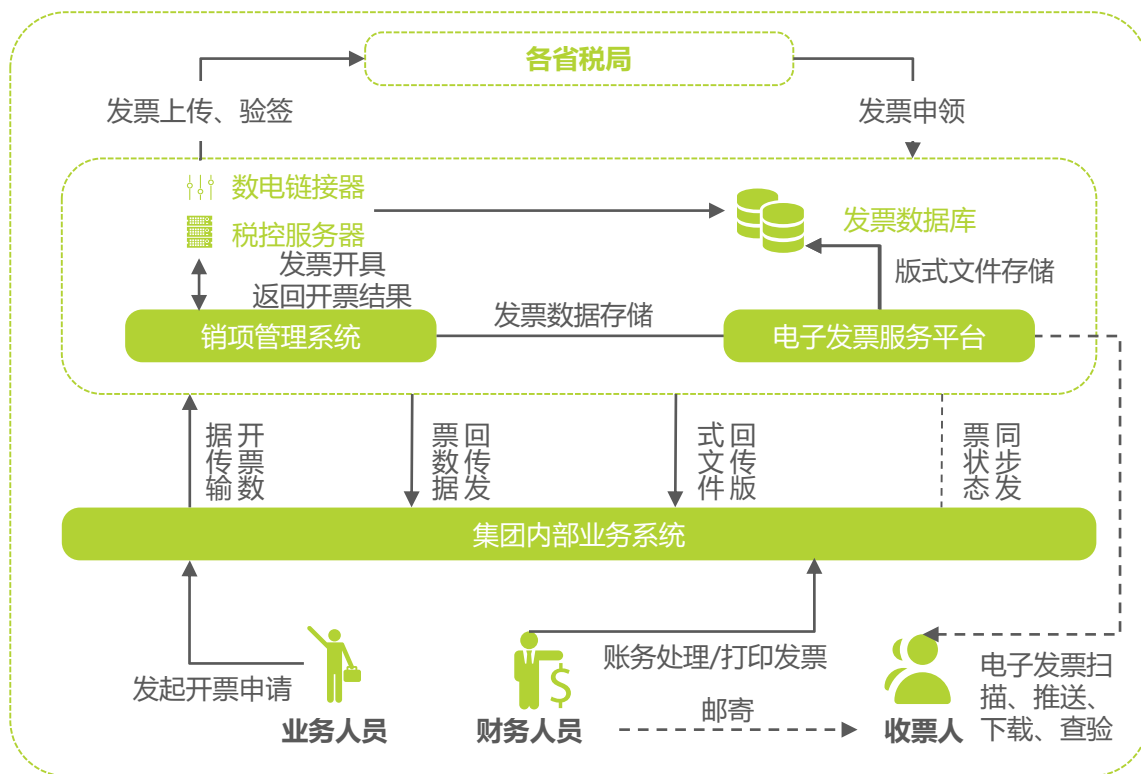 各省税局
发票上传、验签
发票申领
数电链接器
税控服务器
发票数据库
发票开具
返回开票结果
版式文件存储
发票数据存储
销项管理系统
电子发票服务平台
开票数
据传输
回传发
票数据
回传版
式文件
同步发
票状态
集团内部业务系统
发起开票申请
账务处理/打印发票
电子发票扫
描、推送、
下载、查验
邮寄
业务人员
财务人员
收票人